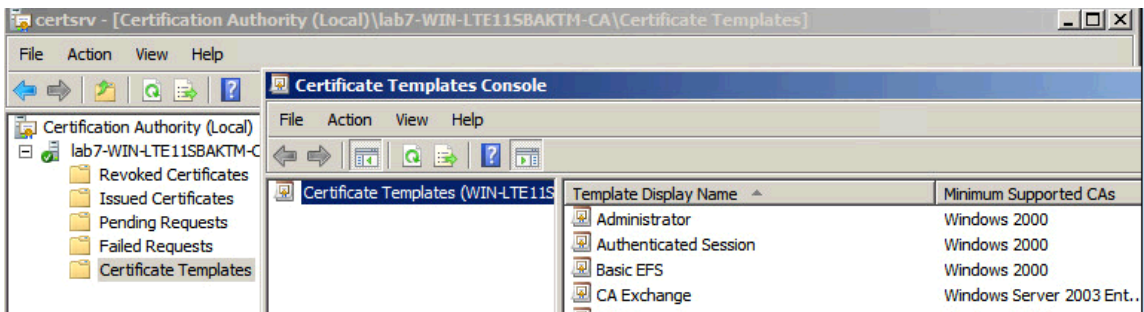 certsrv - [Certification Authority (Local)\lab7-WIN-LTE11SBAKTM-CA\Certificate Templates]
File Action View Help
Certification Authority (Local)
lab7-WIN-LTE11SBAKTM-C
Revoked Certificates
Issued Certificates
Pending Requests
Failed Requests
Certificate Templates
Certificate Templates Console
File Action View Help
Certificate Templates (WIN-LTE11S
Template Display Name Minimum Supported CAs
Administrator Windows 2000
Authenticated Session Windows 2000
Basic EFS Windows 2000
CA Exchange Windows Server 2003 Ent..